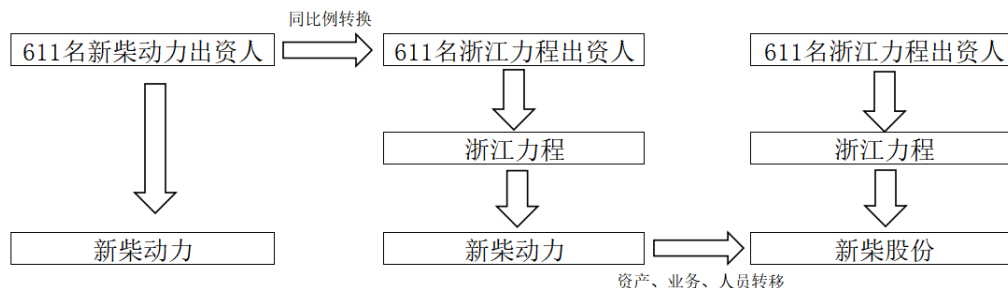 同比例转换
611名新柴动力出资人
611名浙江力程出资人
611名浙江力程出资人
浙江力程
浙江力程
新柴动力
新柴动力
新柴股份
资产、业务、人员转移